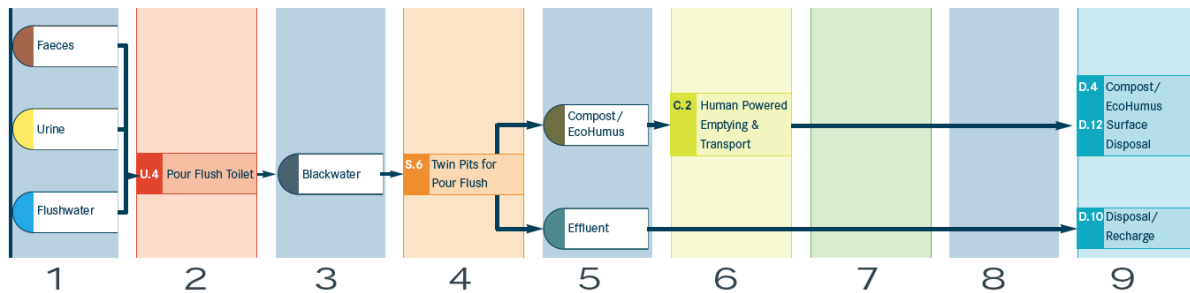 Faeces
Urine
Flushwater
U.4 Pour Flush Toilet
Blackwater
S.6 Twin Pits for
Pour Flush
Compost/
EcoHumus
Effluent
C.2 Human Powered
Emptying &
Transport
D.4 Compost/
EcoHumus
D.12 Surface
Disposal
D.10 Disposal/
Recharge
1 2 3 4 5 6 7 8 9